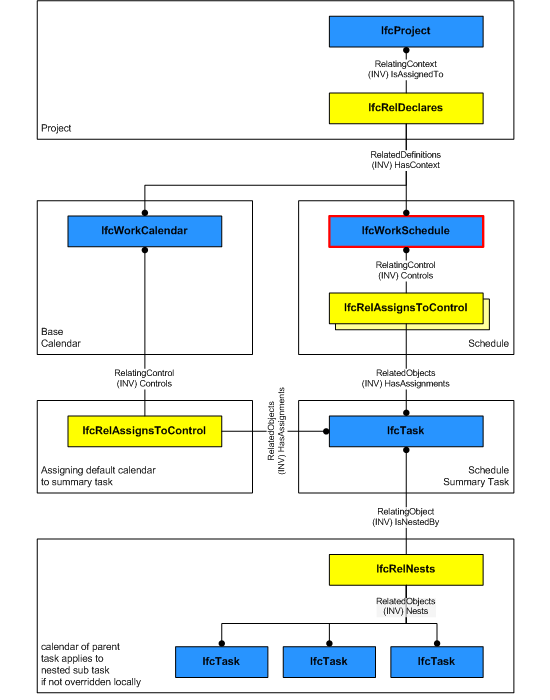 IfcProject
RelatingContext
(INV) IsAssignedTo
IfcRelDeclares
Project
RelatedDefinitions
(INV) HasContext
IfcWorkCalendar
IfcWorkSchedule
RelatingControl
(INV) Controls
IfcRelAssignsToControl
Base
Calendar
Schedule
RelatingControl
(INV) Controls
RelatedObjects
(INV) HasAssignments
IfcRelAssignsToControl
RelatedObjects
(INV) HasAssignments
IfcTask
Assigning default calendar
to summary task
Schedule
Summary Task
RelatingObject
(INV) IsNestedBy
IfcRelNests
RelatedObjects
(INV) Nests
calendar of parent
task applies to
nested sub task
if not overridden locally
IfcTask
IfcTask
IfcTask